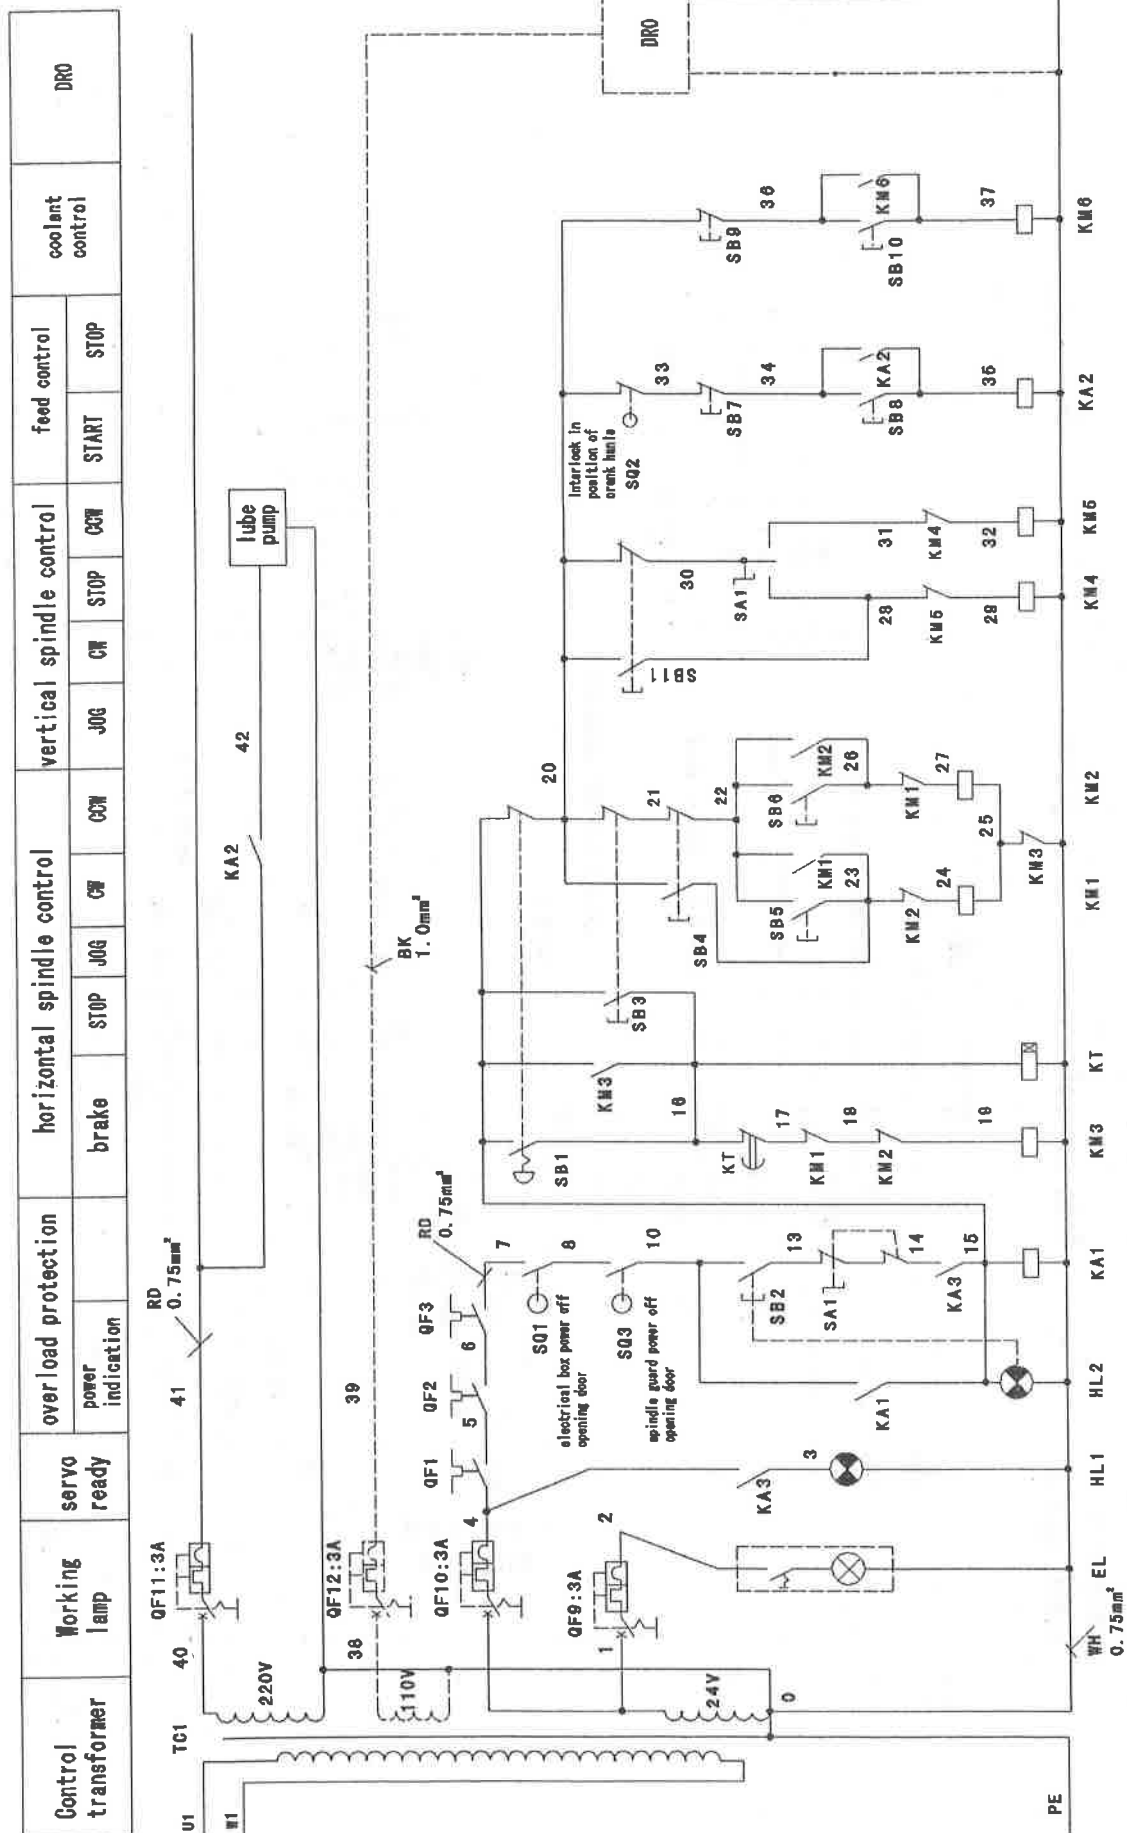 Control
transformer
Working
lamp
servo
ready
overload protection
power
indication
horizontal spindle control
brake
STOP
JOG
CW
CCW
vertical spindle control
JOG
CW
STOP
CCW
feed control
START
STOP
coolant
control
DRO
U1
W1
TC1
220V
40
QF11:3A
41
RD
0.75mm²
KA2
42
lube
pump
110V
38
QF12:3A
39
BK
1.0mm²
DRO
QF10:3A
4
QF1
5
QF2
6
QF3
RD
0.75mm²
7
SQ1
electrical box power off
opening door
8
SQ3
spindle guard power off
opening door
10
SB2
13
SA1
14
KA3
15
KA1
KA3
3
24V
0
1
QF9:3A
2
SB1
KM3
16
SB3
KT
17
KM1
18
KM2
19
20
21
SB4
22
SB5
KM1
23
KM2
24
SB6
KM2
26
KM1
27
25
KM3
SB11
30
SA1
28
KM5
29
31
KM4
32
Interlock in
position of
crank hunle
SQ2
33
SB7
34
SB8
KA2
35
SB9
36
SB10
KM6
37
PE
WH
0.75mm²
EL
HL1
HL2
KA1
KM3
KT
KM1
KM2
KM4
KM5
KA2
KM6